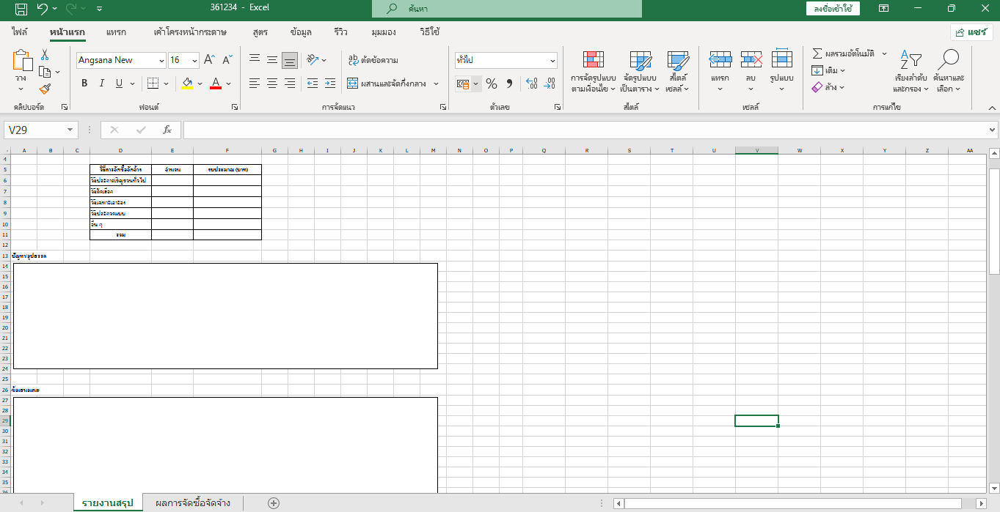 361234 - Excel
ค้นหา
ลงชื่อเข้าใช้
ไฟล์ หน้าแรก แทรก เค้าโครงหน้ากระดาษ สูตร ข้อมูล รีวิว มุมมอง วิธีใช้
แชร์
วาง
คลิปบอร์ด
Angsana New 16
B I U
ฟอนต์
ตัดข้อความ
ผสานและจัดกึ่งกลาง
การจัดแนว
ทั่วไป
ตัวเลข
การจัดรูปแบบ
ตามเงื่อนไข
จัดรูปแบบ
เป็นตาราง
สไตล์
เซลล์
สไตล์
แทรก ลบ รูปแบบ
เซลล์
ผลรวมอัตโนมัติ
เติม
ล้าง
เรียงลำดับ
และกรอง
ค้นหาและ
เลือก
การแก้ไข
V29
fx
A B C D E F G H I J K L M N O P Q R S T U V W X Y Z AA
4
5 วิธีการจัดซื้อจัดจ้าง จำนวน งบประมาณ (บาท)
6 วิธีประกาศเชิญชวนทั่วไป
7 วิธีคัดเลือก
8 วิธีเฉพาะเจาะจง
9 วิธีประกวดแบบ
10 อื่น ๆ
11 รวม
12
13 ปัญหา/อุปสรรค
14
15
16
17
18
19
20
21
22
23
24
25
26 ข้อเสนอแนะ
27
28
29
30
31
32
33
34
35
36
รายงานสรุป ผลการจัดซื้อจัดจ้าง